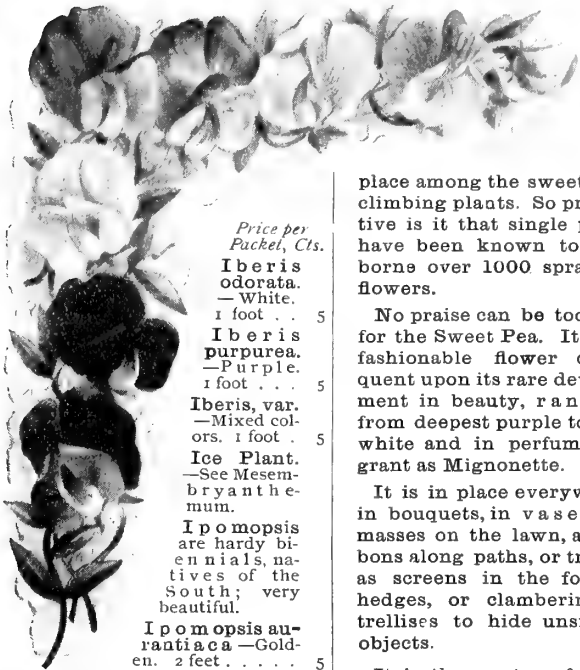 Price per
Packet, Cts.
Iberis
odorata.
—White.
1 foot . . 5
Iberis
purpurea.
—Purple.
1 foot . . . 5
Iberis, var.
—Mixed col-
ors. 1 foot . 5
Ice Plant.
—See Mesem-
bryanthe-
mum.
Ipomopsis
are hardy bi-
ennials, na-
tives of the
South; very
beautiful.
Ipomopsis au-
rantiaca—Gold-
en. 2 feet . . . . . 5
place among the sweet
climbing plants. So pr
tive is it that single p
have been known to
borne over 1000 spra
flowers.
No praise can be too
for the Sweet Pea. It
fashionable flower c
quent upon its rare de
ment in beauty, ran
from deepest purple to
white and in perfum
grant as Mignonette.
It is in place everyw
in bouquets, in vase
masses on the lawn, a
bons along paths, or tr
as screens in the fo
hedges, or clamberin
trellises to hide uns
objects.